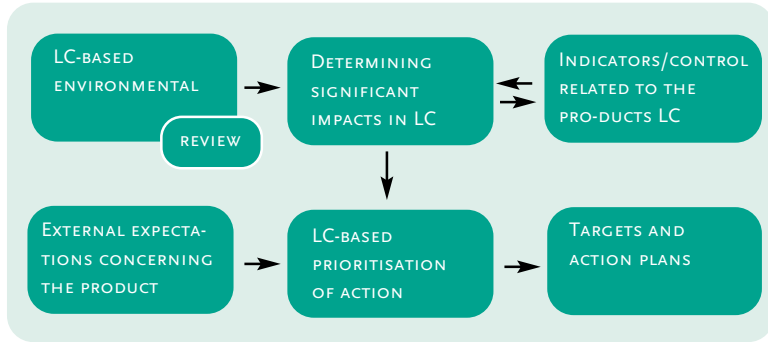 LC-BASED
ENVIRONMENTAL
REVIEW
DETERMINING
SIGNIFICANT
IMPACTS IN LC
INDICATORS/CONTROL
RELATED TO THE
PRO-DUCTS LC
EXTERNAL EXPECTA-
TIONS CONCERNING
THE PRODUCT
LC-BASED
PRIORITISATION
OF ACTION
TARGETS AND
ACTION PLANS